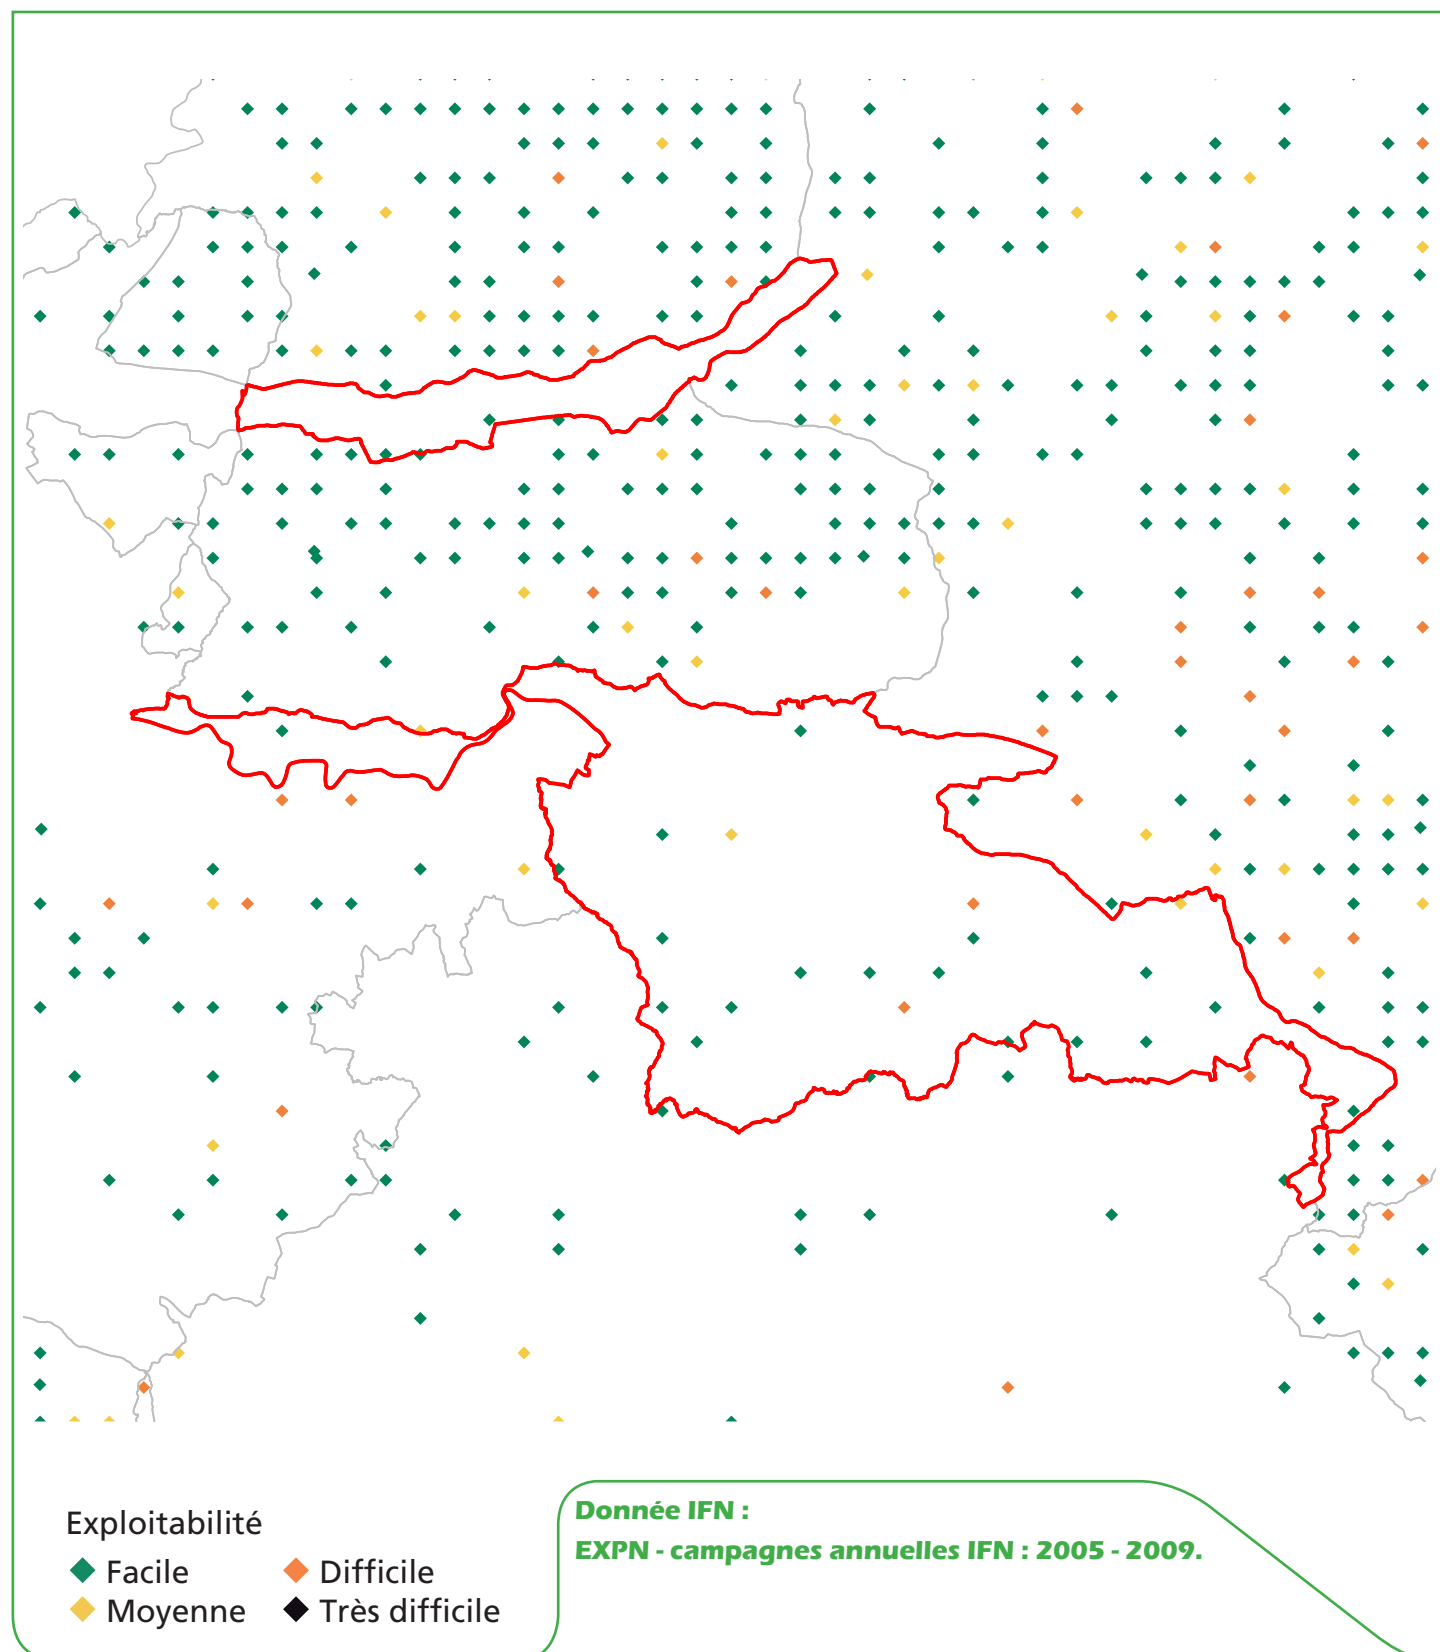 Exploitabilité
Facile
Difficile
Moyenne
Très difficile
Donnée IFN :
EXPN - campagnes annuelles IFN : 2005 - 2009.